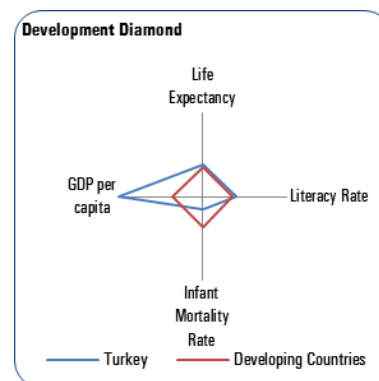 Development Diamond
Life
Expectancy
GDP per
capita
Literacy Rate
Infant
Mortality
Rate
Turkey
Developing Countries